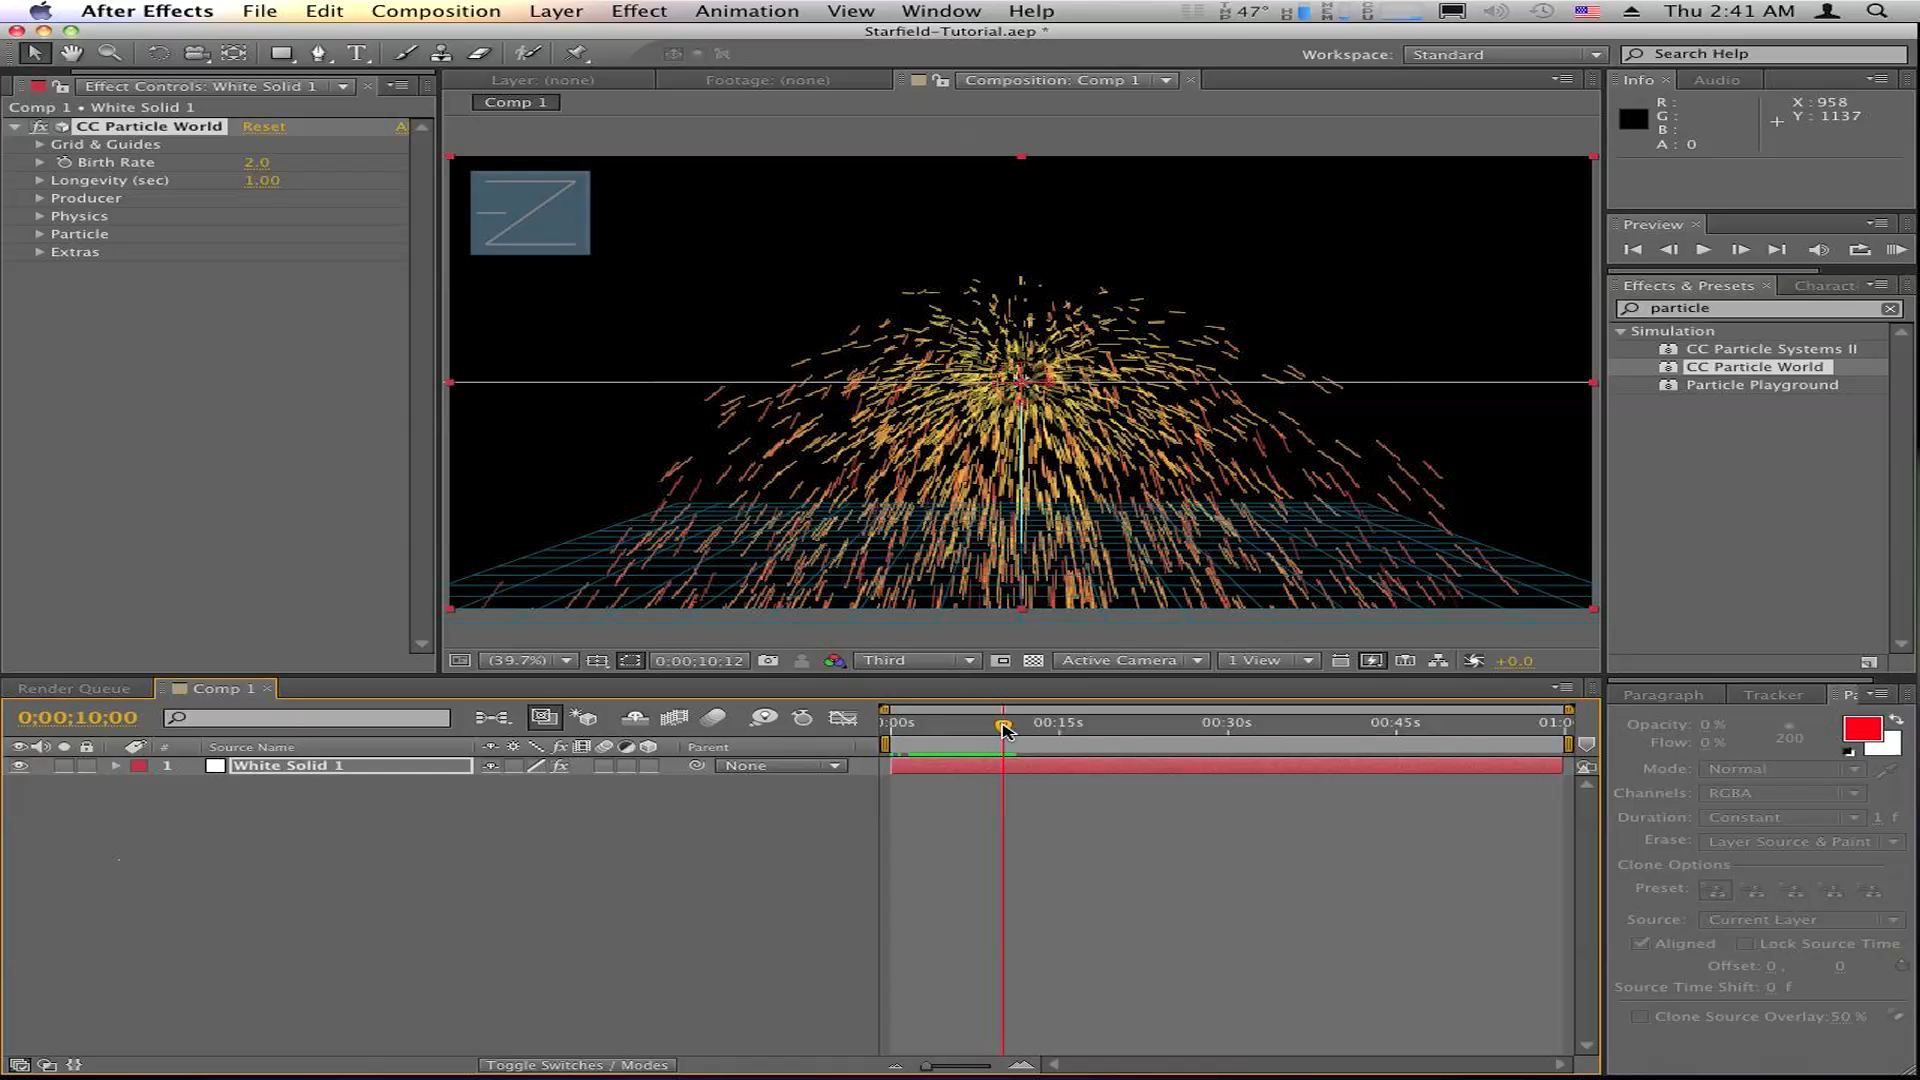 After Effects File Edit Composition Layer Effect Animation View Window Help 47° Thu 2:41 AM
Starfield-Tutorial.aep *
Workspace: Standard Search Help
Effect Controls: White Solid 1
Layer: (none) Footage: (none) Composition: Comp 1
Info Audio
Comp 1 • White Solid 1
Comp 1
CC Particle World Reset A
Grid & Guides
Birth Rate 2.0
Longevity (sec) 1.00
Producer
Physics
Particle
Extras
R:
G:
B:
A: 0
X: 958
Y: 1137
Preview
Effects & Presets Charact
particle
Simulation
CC Particle Systems II
CC Particle World
Particle Playground
(39.7%) 0;00;10;12 Third Active Camera 1 View +0.0
Render Queue Comp 1
0;00;10;00
:00s 00:15s 00:30s 00:45s 01:0
# Source Name Parent
1 White Solid 1 None
Toggle Switches / Modes
Paragraph Tracker Pa
Opacity: 0 %
Flow: 0 %
200
Mode: Normal
Channels: RGBA
Duration: Constant 1 f
Erase: Layer Source & Paint
Clone Options
Preset:
Source: Current Layer
Aligned Lock Source Time
Offset: 0 , 0
Source Time Shift: 0 f
Clone Source Overlay: 50 %